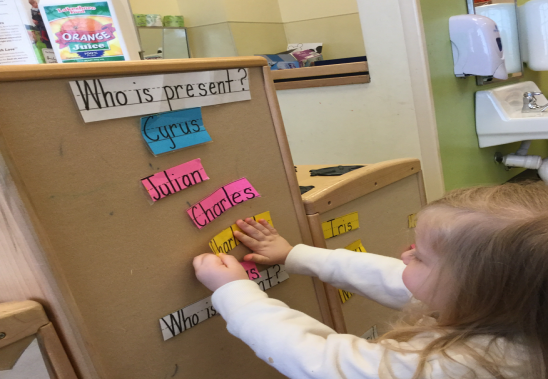 ORANGE
Juice
Who is present?
Cyrus
Julian
Charles
Iris
Who is
t?